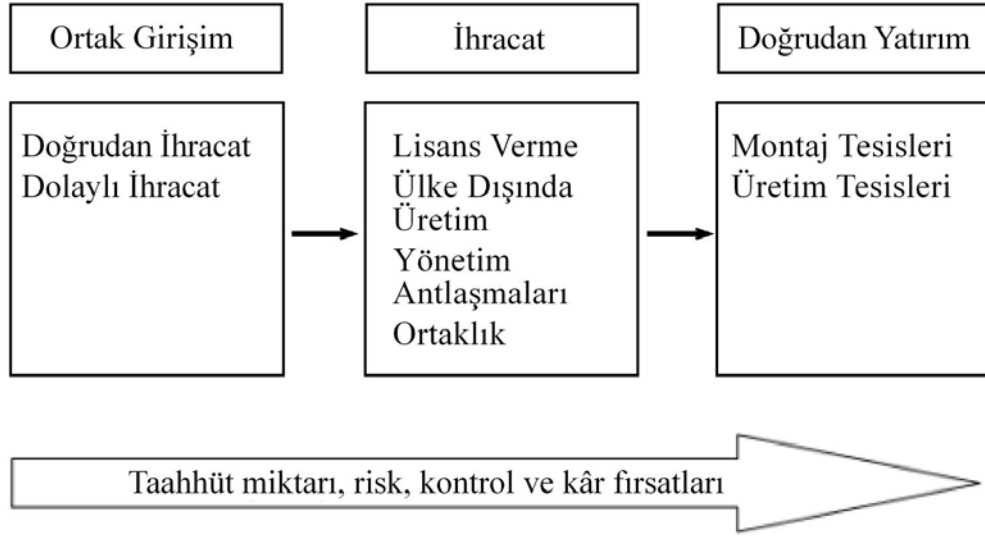 Ortak Girişim
İhracat
Doğrudan Yatırım
Doğrudan İhracat
Dolaylı İhracat
Lisans Verme
Ülke Dışında
Üretim
Yönetim
Antlaşmaları
Ortaklık
Montaj Tesisleri
Üretim Tesisleri
Taahhüt miktarı, risk, kontrol ve kâr fırsatları